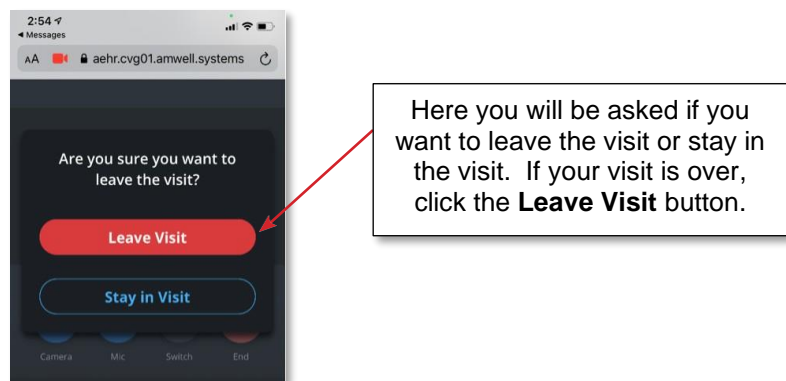 2:54
◀ Messages
AA aehr.cvg01.amwell.systems
Are you sure you want to
leave the visit?
Leave Visit
Stay in Visit
Camera Mic Switch End
Here you will be asked if you
want to leave the visit or stay in
the visit. If your visit is over,
click the Leave Visit button.